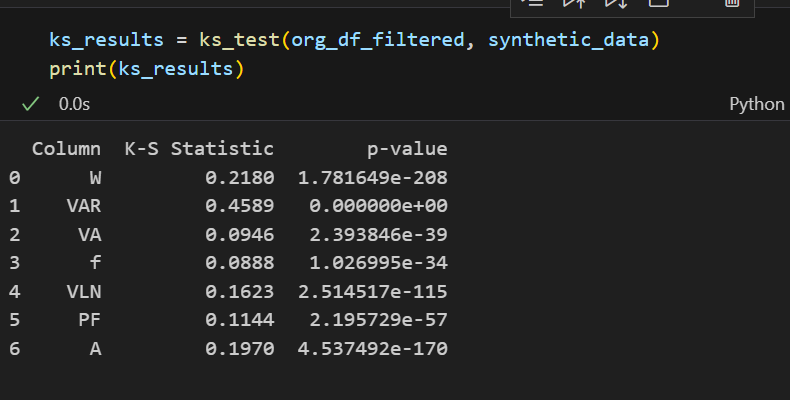 ks_results = ks_test(org_df_filtered, synthetic_data)
print(ks_results)
0.0s
Python
Column K-S Statistic p-value
0 W 0.2180 1.781649e-208
1 VAR 0.4589 0.000000e+00
2 VA 0.0946 2.393846e-39
3 f 0.0888 1.026995e-34
4 VLN 0.1623 2.514517e-115
5 PF 0.1144 2.195729e-57
6 A 0.1970 4.537492e-170